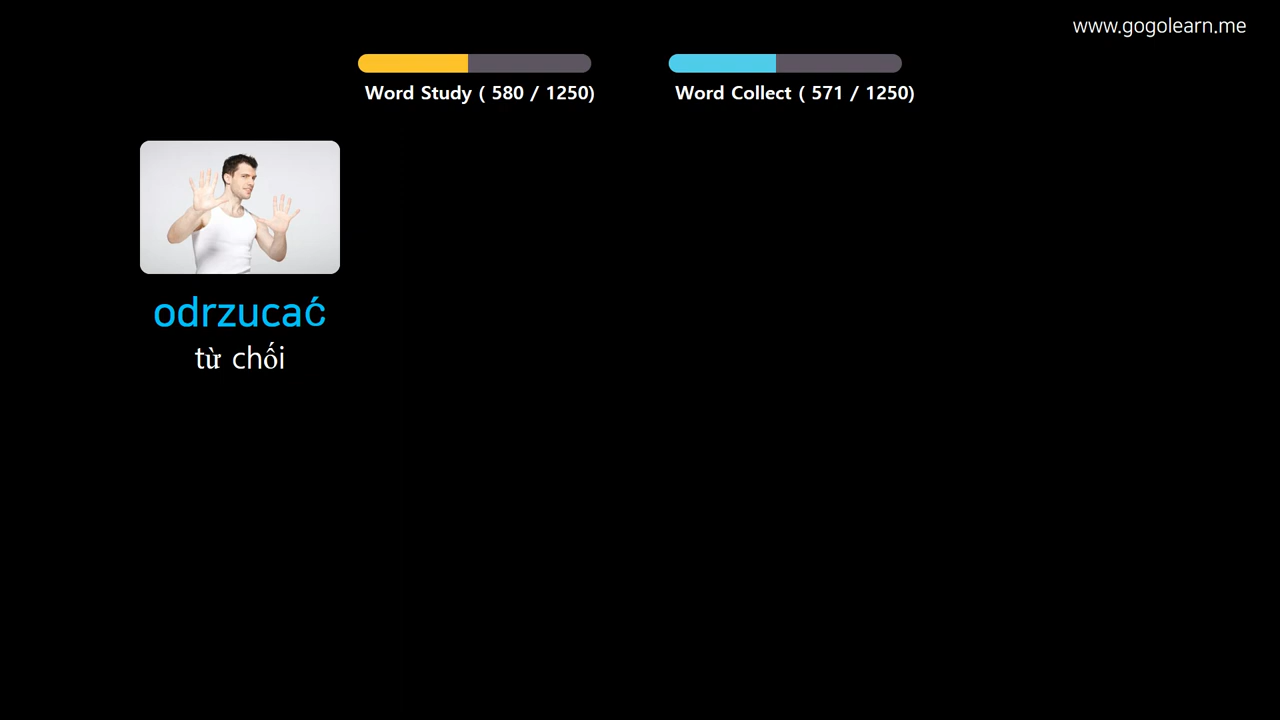 www.gogolearn.me
Word Study ( 580 / 1250)
Word Collect ( 571 / 1250)
odrzucać
từ chối